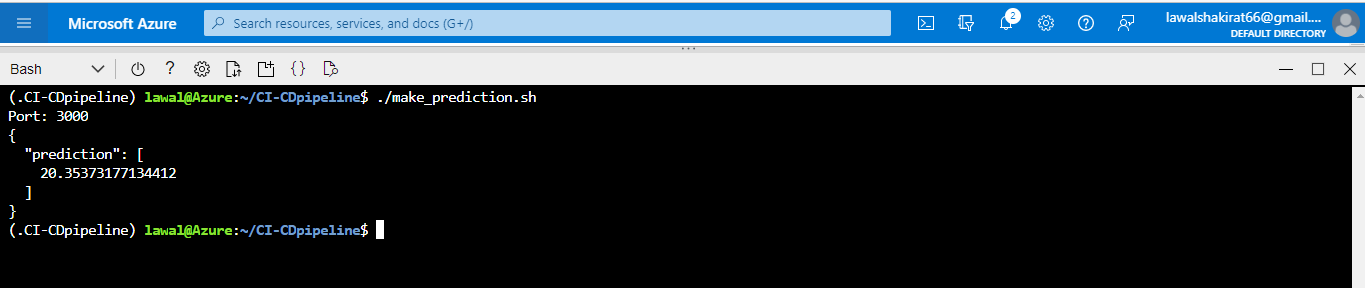 Microsoft Azure
Search resources, services, and docs (G+/)
2
lawalshakirat66@gmail....
DEFAULT DIRECTORY
Bash
?
{}
(.CI-CDpipeline) lawal@Azure:~/CI-CDpipeline$ ./make_prediction.sh
Port: 3000
{
  "prediction": [
    20.35373177134412
  ]
}
(.CI-CDpipeline) lawal@Azure:~/CI-CDpipeline$